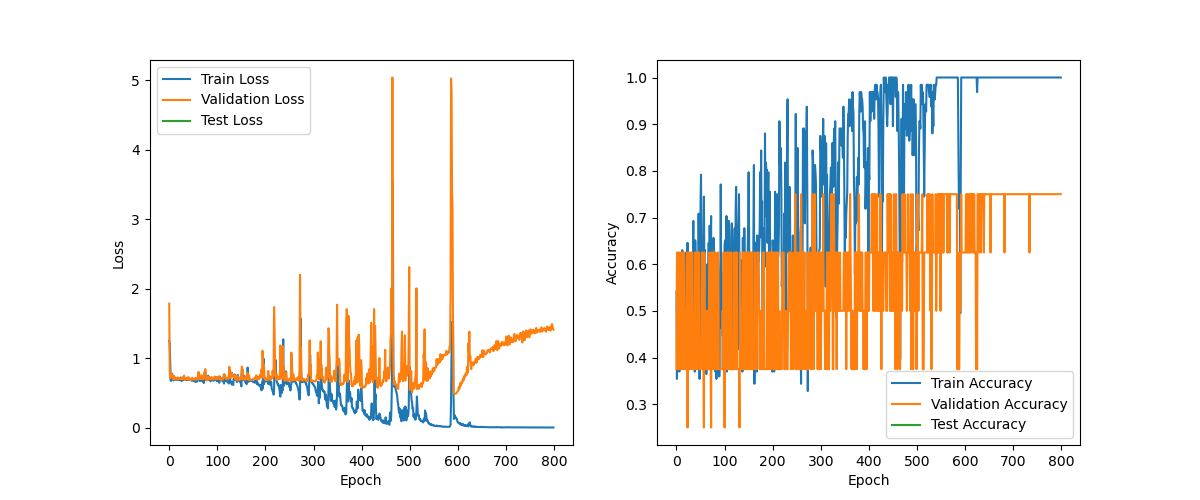 Train Loss
Validation Loss
Test Loss
5
4
3
2
1
0
Loss
0 100 200 300 400 500 600 700 800
Epoch
1.0
0.9
0.8
0.7
0.6
0.5
0.4
0.3
Accuracy
Train Accuracy
Validation Accuracy
Test Accuracy
0 100 200 300 400 500 600 700 800
Epoch